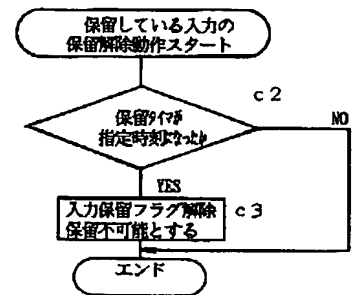 保留している入力の
保留解除動作スタート
c2
保留タイマが
指定時刻になったか
NO
YES
入力保留フラグ解除
保留不可能とする
c3
エンド